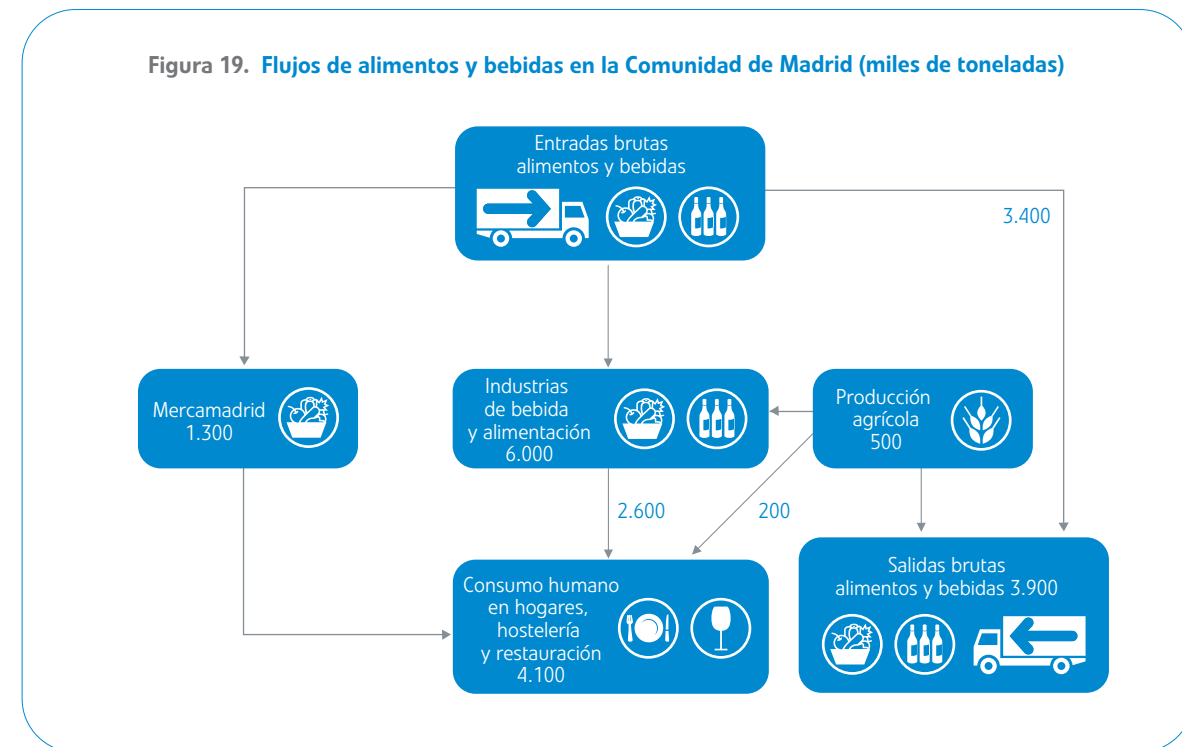 Figura 19. Flujos de alimentos y bebidas en la Comunidad de Madrid (miles de toneladas)
Entradas brutas
alimentos y bebidas
3.400
Mercamadrid
1.300
Industrias
de bebida
y alimentación
6.000
Producción
agrícola
500
2.600
200
Consumo humano
en hogares,
hostelería
y restauración
4.100
Salidas brutas
alimentos y bebidas 3.900